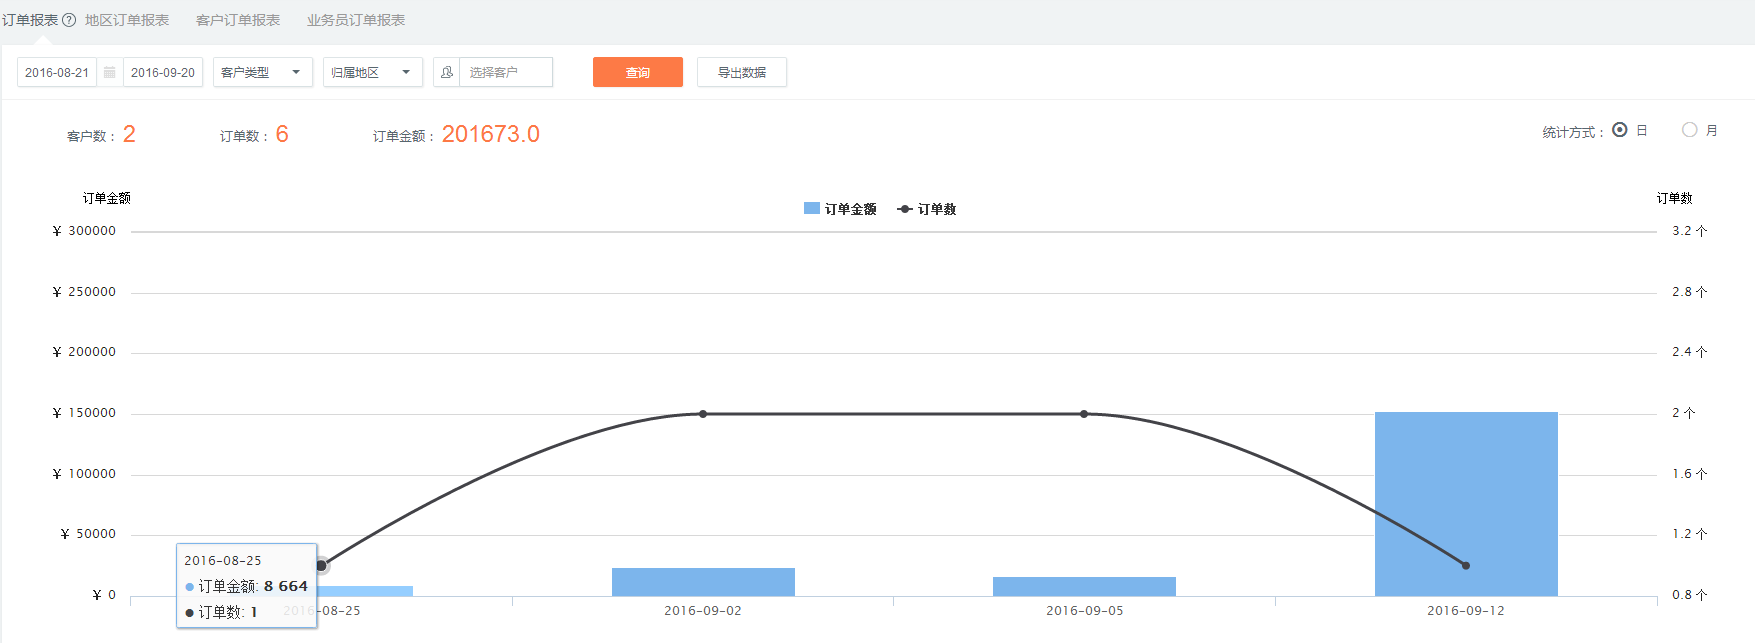 订单报表 ? 地区订单报表 客户订单报表 业务员订单报表
2016-08-21 2016-09-20 客户类型 归属地区 选择客户 查询 导出数据
客户数： 2 订单数： 6 订单金额： 201673.0 统计方式： 日 月
订单金额 订单数
订单金额 订单数
¥ 300000 3.2 个
¥ 250000 2.8 个
¥ 200000 2.4 个
¥ 150000 2 个
¥ 100000 1.6 个
¥ 50000 1.2 个
¥ 0 0.8 个
2016-08-25
订单金额: 8 664
订单数: 1
2016-08-25 2016-09-02 2016-09-05 2016-09-12